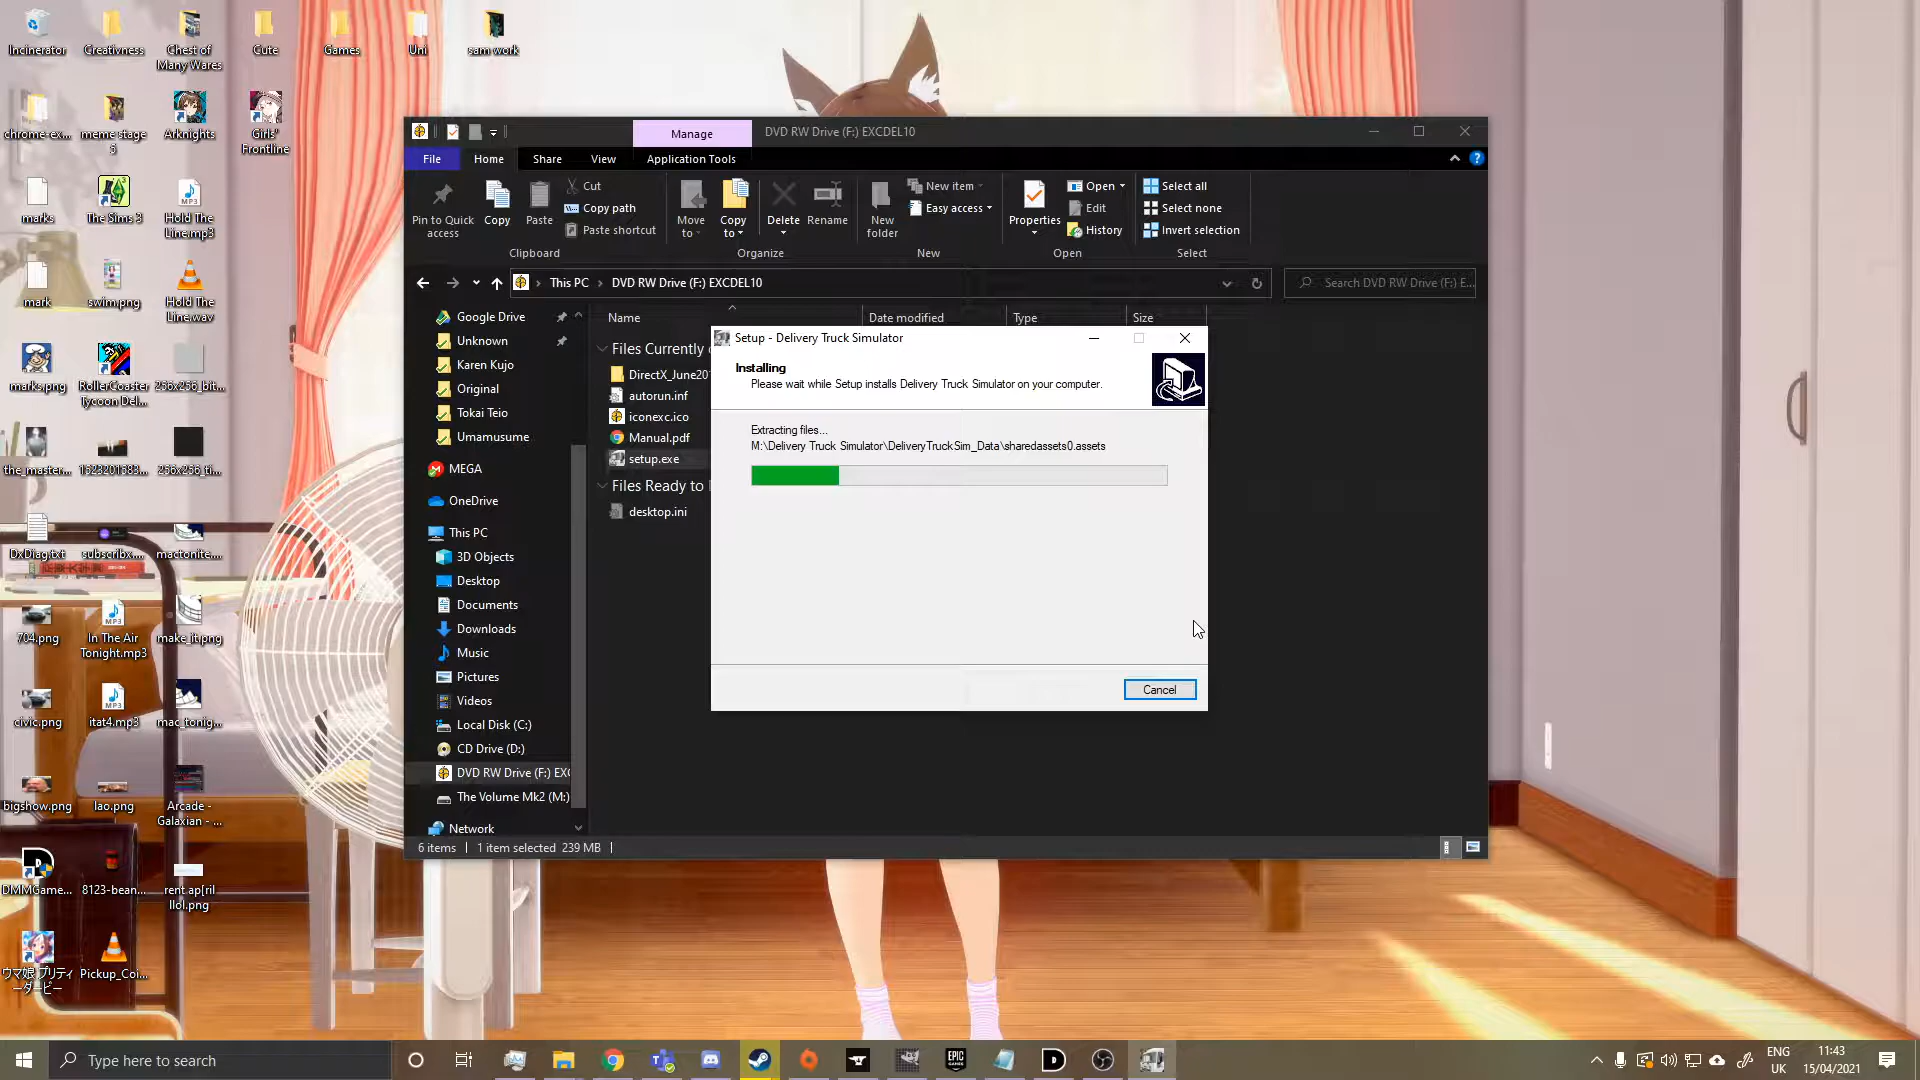 Incinerator
Creativness
Chest of
Many Wares
Cute
Games
Uni
sam work
chrome-ex...
meme stage
5
Arknights
Girls'
Frontline
marks
The Sims 3
Hold The
Line.mp3
mark
swim.png
Hold The
Line.wav
marks.png
RollerCoaster
Tycoon Del...
256x256_bit...
the_master...
1623201683...
256x256_tit...
DxDiag.txt
subscribx...
mactonite....
704.png
In The Air
Tonight.mp3
make_it.png
civic.png
itat4.mp3
mac_tonig...
bigshow.png
lao.png
Arcade -
Galaxian - ...
DMMGame...
8123-bean...
rent ap[ril
llol.png
ウマ娘 プリティ
ーダービー
Pickup_Coi...
Manage
DVD RW Drive (F:) EXCDEL10
File
Home
Share
View
Application Tools
Pin to Quick
access
Copy
Paste
Cut
Copy path
Paste shortcut
Clipboard
Move
to
Copy
to
Delete
Rename
Organize
New
folder
New item
Easy access
New
Properties
Open
Edit
History
Open
Select all
Select none
Invert selection
Select
This PC
DVD RW Drive (F:) EXCDEL10
Search DVD RW Drive (F:) E...
Google Drive
Unknown
Karen Kujo
Original
Tokai Teio
Umamusume
MEGA
OneDrive
This PC
3D Objects
Desktop
Documents
Downloads
Music
Pictures
Videos
Local Disk (C:)
CD Drive (D:)
DVD RW Drive (F:) EXC
The Volume Mk2 (M:)
Network
Name
Date modified
Type
Size
Files Currently
DirectX_June20
autorun.inf
iconexc.ico
Manual.pdf
setup.exe
Files Ready to
desktop.ini
6 items
1 item selected 239 MB
Setup - Delivery Truck Simulator
Installing
Please wait while Setup installs Delivery Truck Simulator on your computer.
Extracting files...
M:\Delivery Truck Simulator\DeliveryTruckSim_Data\sharedassets0.assets
Cancel
Type here to search
EPIC
GAMES
ENG
UK
11:43
15/04/2021